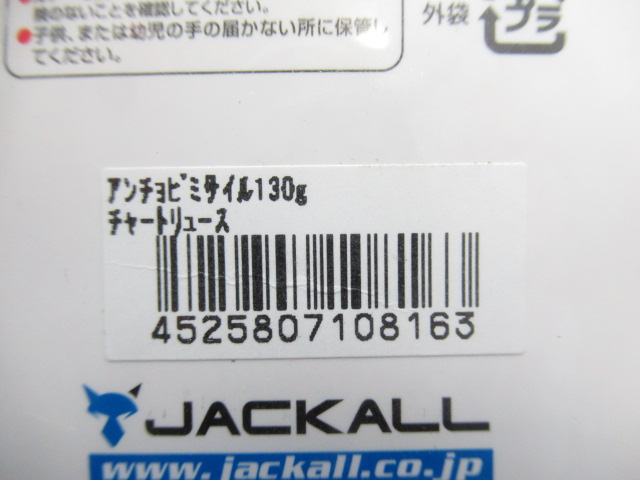 陥のないことを確認してください。
●子供、または幼児の手の届かない所に保管し
てください。
外袋
プラ
ｱﾝﾁｮﾋﾞﾐｻｲﾙ130g
ﾁｬｰﾄﾘｭｰｽ
4525807108163
JACKALL
www.jackall.co.jp